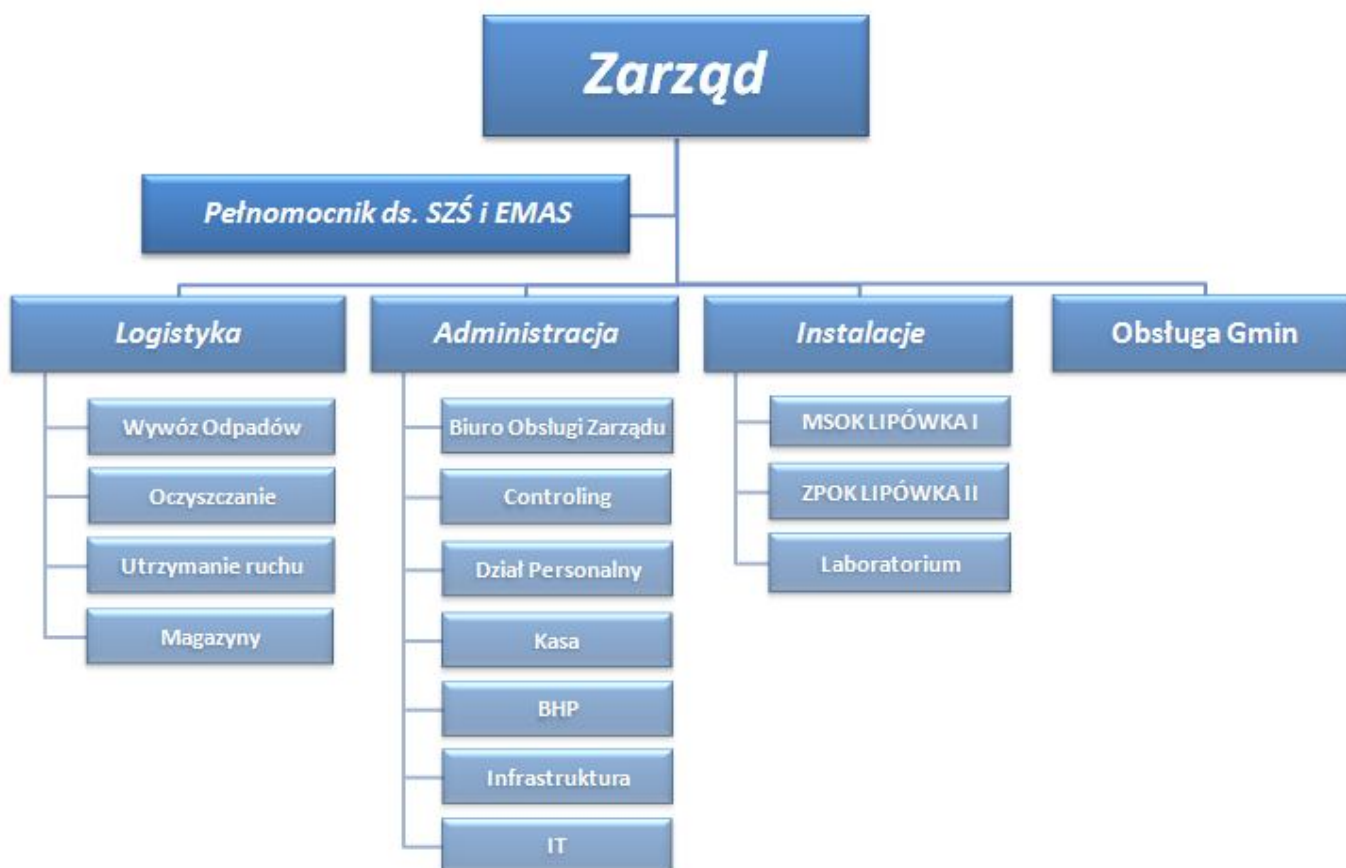 Zarząd
Pełnomocnik ds. SZŚ i EMAS
Logistyka
Wywóz Odpadów
Oczyszczanie
Utrzymanie ruchu
Magazyny
Administracja
Biuro Obsługi Zarządu
Controling
Dział Personalny
Kasa
BHP
Infrastruktura
IT
Instalacje
MSOK LIPÓWKA I
ZPOK LIPÓWKA II
Laboratorium
Obsługa Gmin